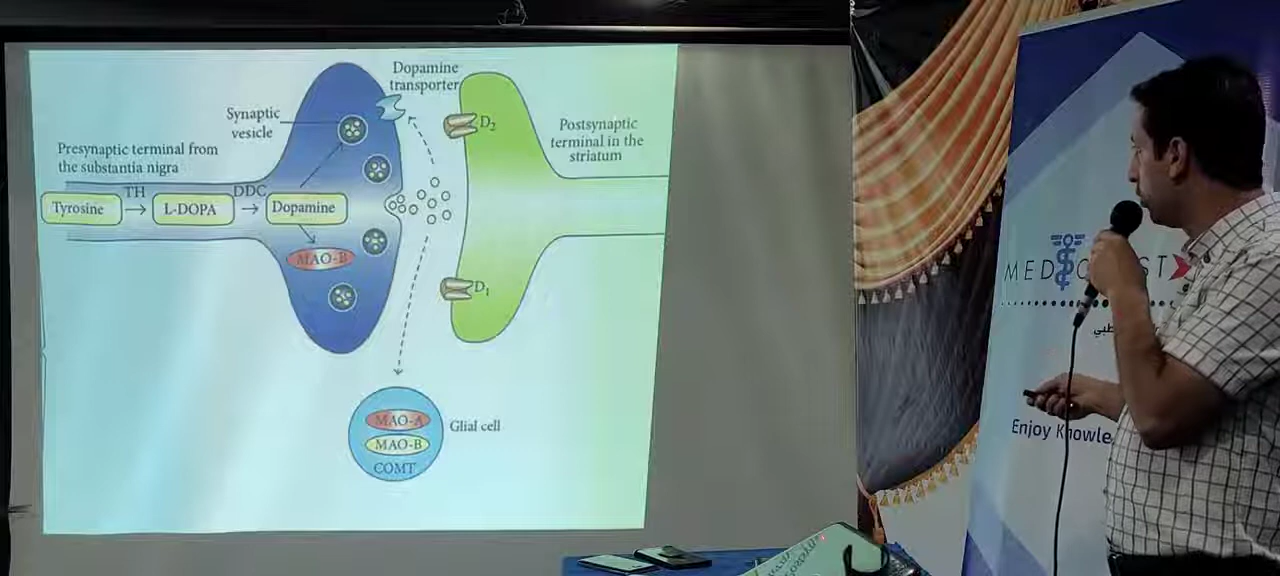 Dopamine
transporter
Synaptic
vesicle
D2
Postsynaptic
terminal in the
striatum
Presynaptic terminal from
the substantia nigra
TH
DDC
Tyrosine
L-DOPA
Dopamine
MAO-B
D1
MAO-A
MAO-B
COMT
Glial cell
Enjoy Knowle